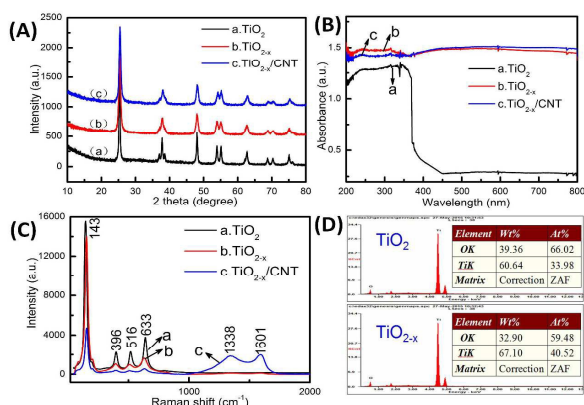 (A)
3000
2500
2000
1500
1000
500
0
Intensity (a.u.)
a.TiO2
b.TiO2-x
c.TiO2-x/CNT
(c)
(b)
(a)
10 20 30 40 50 60 70 80
2 theta (degree)
(B)
1.5
1.0
0.5
Absorbance (a.u.)
c b
a.TiO2
b.TiO2-x
c.TiO2-x/CNT
a
200 300 400 500 600 700 800
Wavelength (nm)
(C)
16000
12000
8000
4000
0
Intensity (a.u.)
143
a.TiO2
b.TiO2-x
c.TiO2-x/CNT
396
516
633
a
b
c
1338
1601
0 500 1000 1500 2000
Raman shift (cm-1)
(D)
TiO2
Element Wt% At%
OK 39.36 66.02
TiK 60.64 33.98
Matrix Correction ZAF
TiO2-x
Element Wt% At%
OK 32.90 59.48
TiK 67.10 40.52
Matrix Correction ZAF